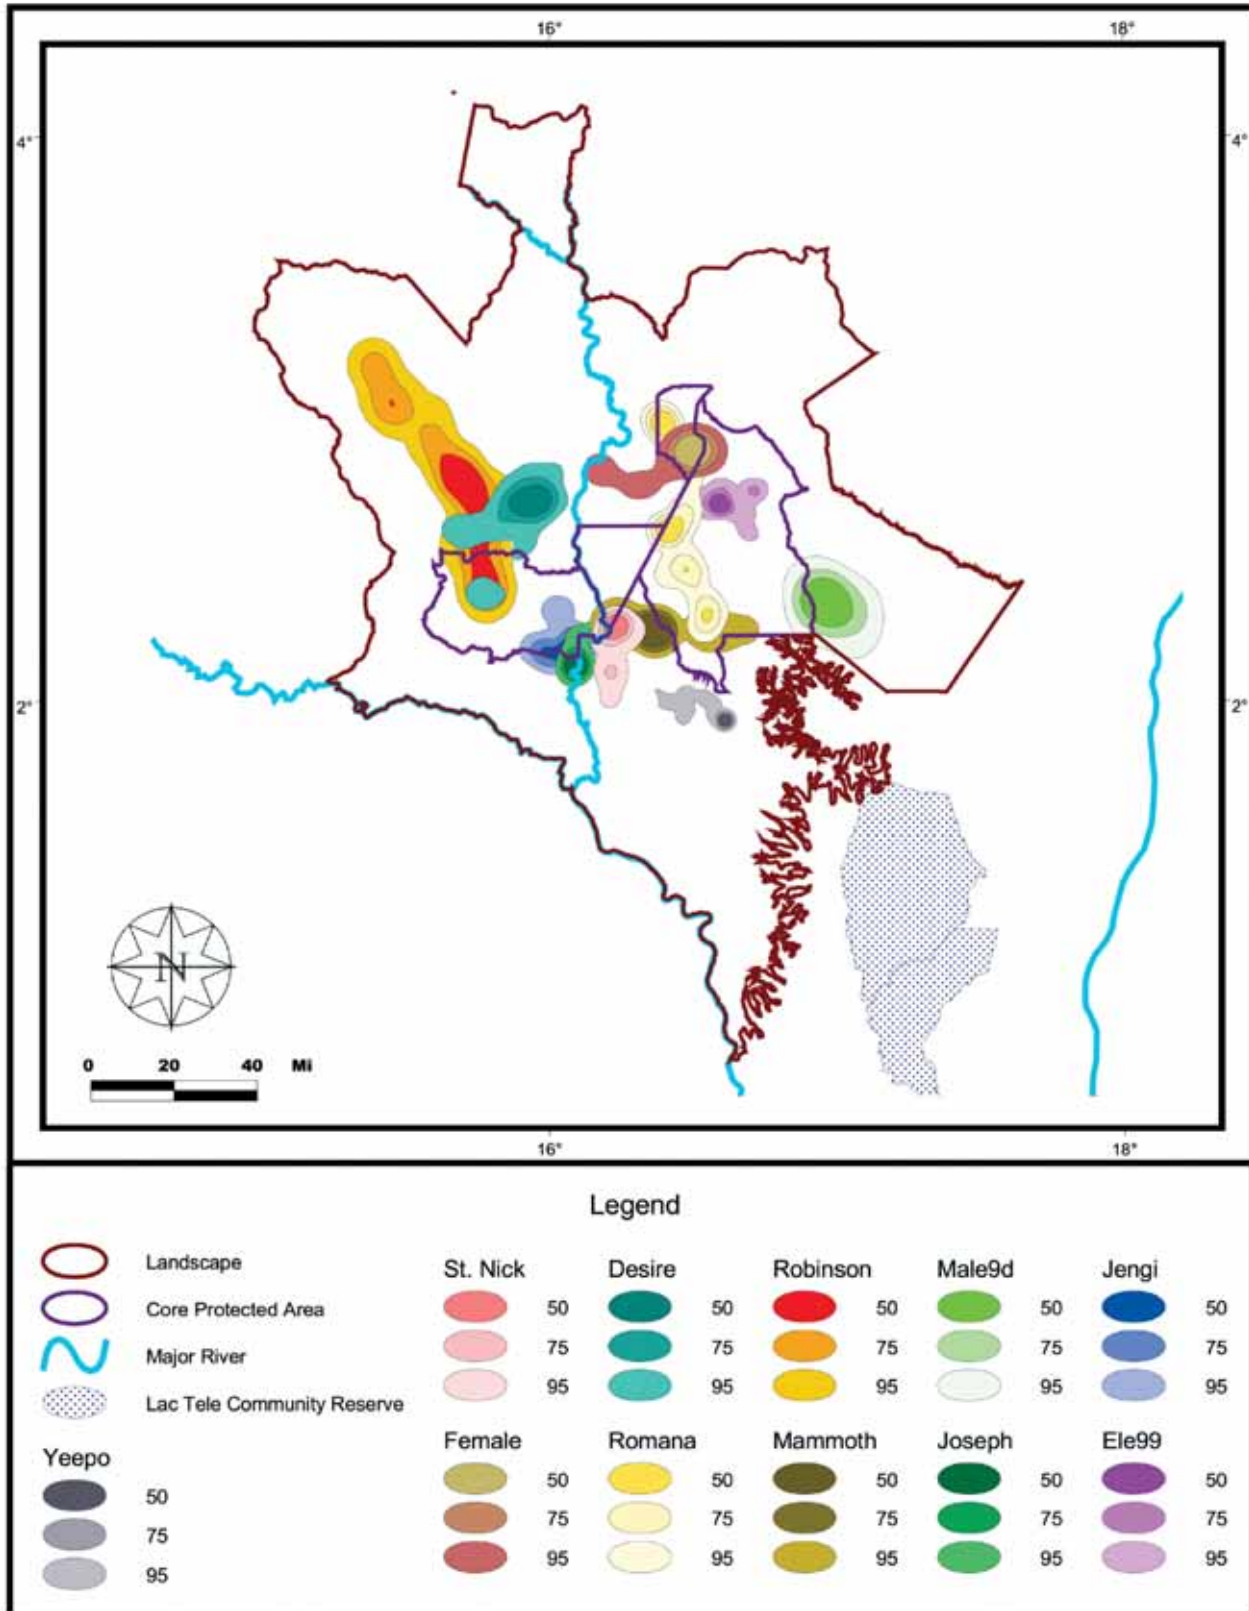 16° 18°
4° 4°
2° 2°
N
0 20 40 Mi
16° 18°
Legend
Landscape
Core Protected Area
Major River
Lac Tele Community Reserve
Yeepo
50
75
95
St. Nick Desire Robinson Male9d Jengi
50 50 50 50 50
75 75 75 75 75
95 95 95 95 95
Female Romana Mammoth Joseph Ele99
50 50 50 50 50
75 75 75 75 75
95 95 95 95 95